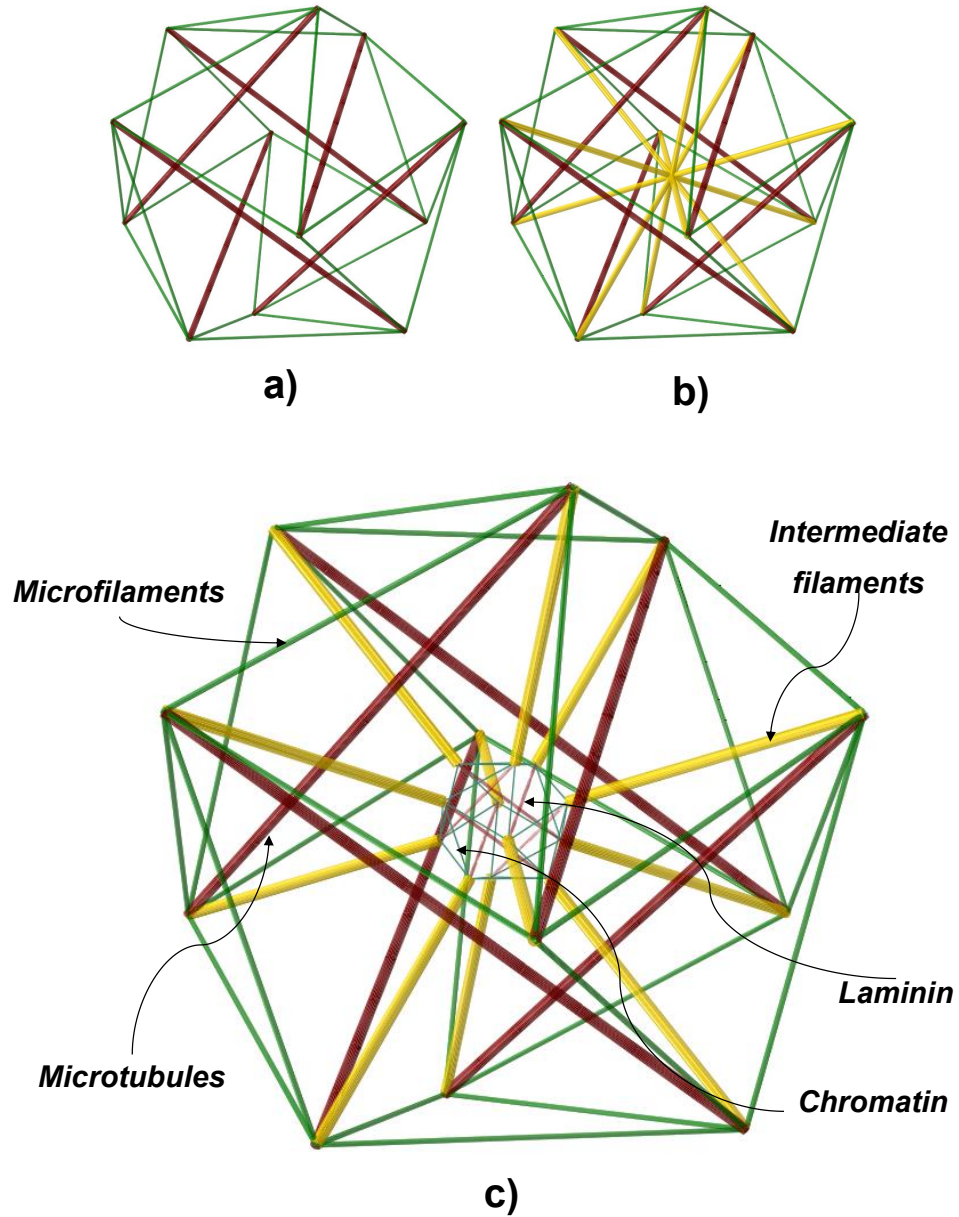 a)
b)
Intermediate
filaments
Microfilaments
Laminin
Microtubules
Chromatin
c)